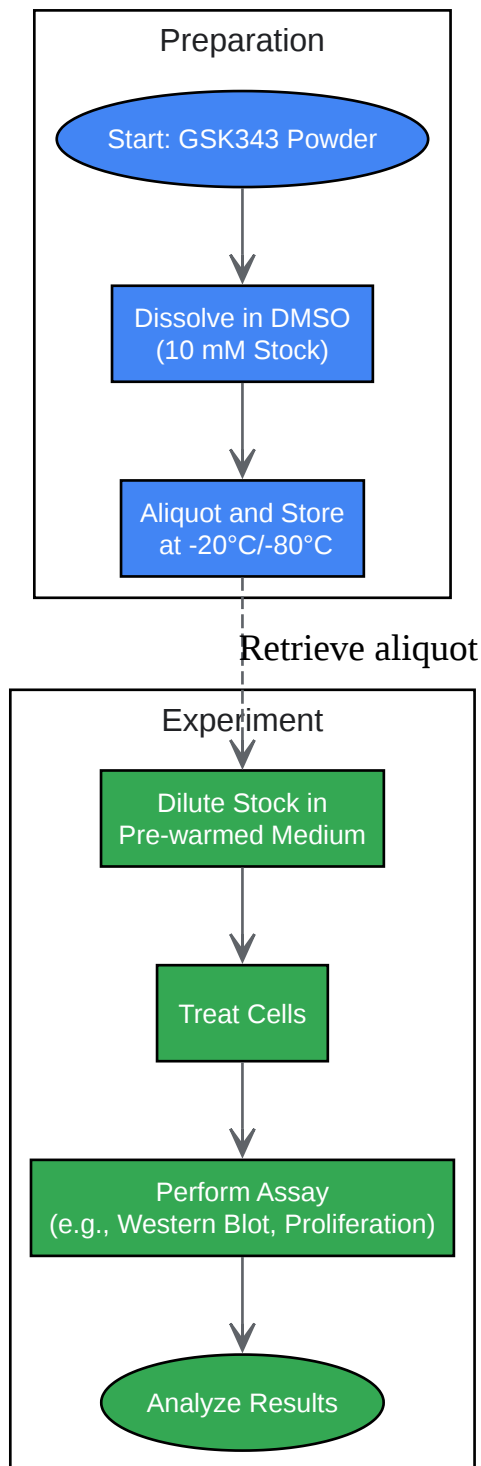 Preparation
Start: GSK343 Powder
Dissolve in DMSO
(10 mM Stock)
Aliquot and Store
at -20°C/-80°C
Retrieve aliquot
Experiment
Dilute Stock in
Pre-warmed Medium
Treat Cells
Perform Assay
(e.g., Western Blot, Proliferation)
Analyze Results